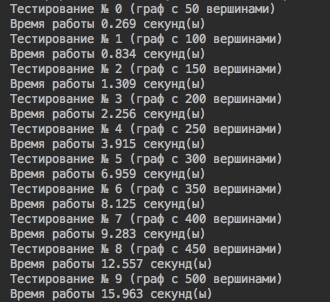 Тестирование № 0 (граф с 50 вершинами)
Время работы 0.269 секунд(ы)
Тестирование № 1 (граф с 100 вершинами)
Время работы 0.834 секунд(ы)
Тестирование № 2 (граф с 150 вершинами)
Время работы 1.309 секунд(ы)
Тестирование № 3 (граф с 200 вершинами)
Время работы 2.256 секунд(ы)
Тестирование № 4 (граф с 250 вершинами)
Время работы 3.915 секунд(ы)
Тестирование № 5 (граф с 300 вершинами)
Время работы 6.959 секунд(ы)
Тестирование № 6 (граф с 350 вершинами)
Время работы 8.125 секунд(ы)
Тестирование № 7 (граф с 400 вершинами)
Время работы 9.283 секунд(ы)
Тестирование № 8 (граф с 450 вершинами)
Время работы 12.557 секунд(ы)
Тестирование № 9 (граф с 500 вершинами)
Время работы 15.963 секунд(ы)